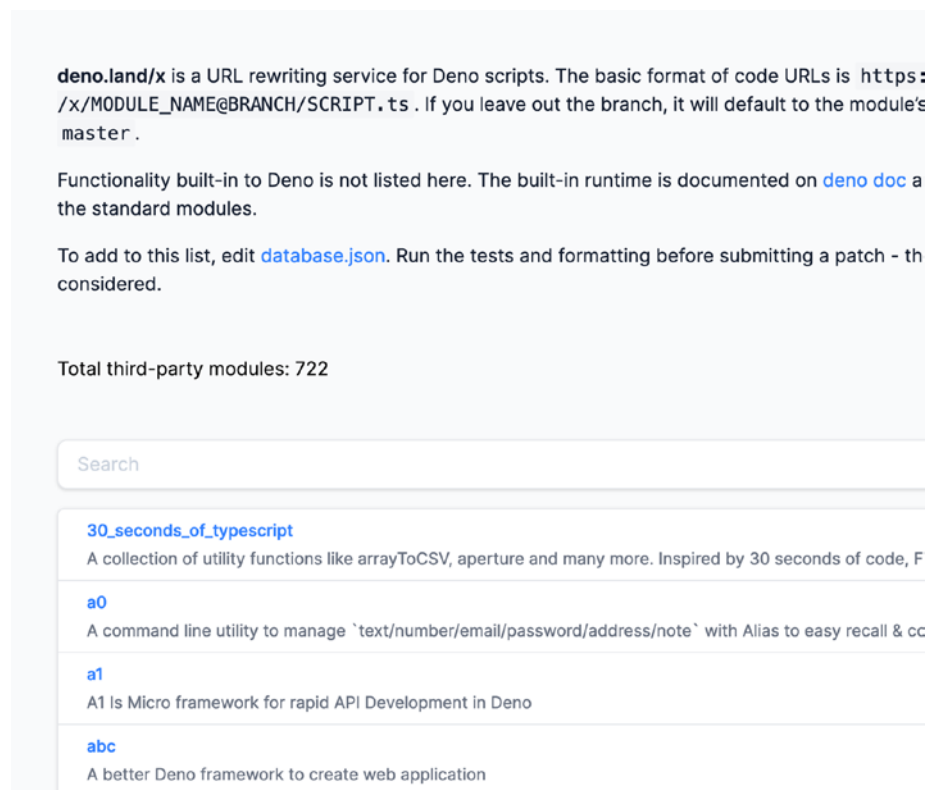 deno.land/x is a URL rewriting service for Deno scripts. The basic format of code URLs is https:
/x/MODULE_NAME@BRANCH/SCRIPT.ts. If you leave out the branch, it will default to the module's
master.
Functionality built-in to Deno is not listed here. The built-in runtime is documented on deno doc a
the standard modules.
To add to this list, edit database.json. Run the tests and formatting before submitting a patch - th
considered.
Total third-party modules: 722
Search
30_seconds_of_typescript
A collection of utility functions like arrayToCSV, aperture and many more. Inspired by 30 seconds of code, F
a0
A command line utility to manage `text/number/email/password/address/note` with Alias to easy recall & co
a1
A1 Is Micro framework for rapid API Development in Deno
abc
A better Deno framework to create web application